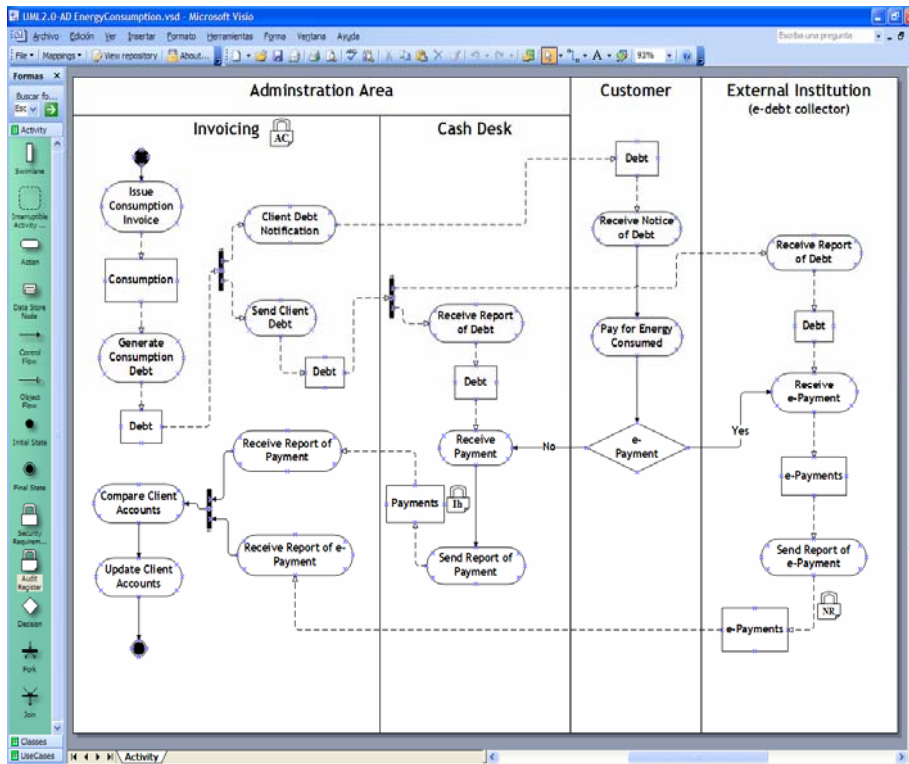 UML2.0-AD EnergyConsumption.vsd - Microsoft Visio
Archivo Edición Ver Insertar Formato Herramientas Forma Ventana Ayuda
Escriba una pregunta
File Mappings View repository About...
A
93%
Formas
Buscar fo...
Esc
Activity
Swimlane
Interruptible
Activity ...
Action
Data Store
Node
Control
Flow
Object
Flow
Initial State
Final State
Security
Requirem...
Audit
Register
Decision
Fork
Join
Classes
UseCases
Adminstration Area
Customer
External Institution
(e-debt collector)
Invoicing
AC
Cash Desk
Issue
Consumption
Invoice
Consumption
Generate
Consumption
Debt
Debt
Client Debt
Notification
Send Client
Debt
Debt
Receive Report of
Payment
Compare Client
Accounts
Receive Report of e-
Payment
Update Client
Accounts
Receive Report
of Debt
Debt
Receive
Payment
Payments
Ih
Send Report of
Payment
Debt
Receive Notice
of Debt
Pay for Energy
Consumed
e-
Payment
No
Yes
Receive Report
of Debt
Debt
Receive
e-Payment
e-Payments
Send Report of
e-Payment
NR
e-Payments
Activity